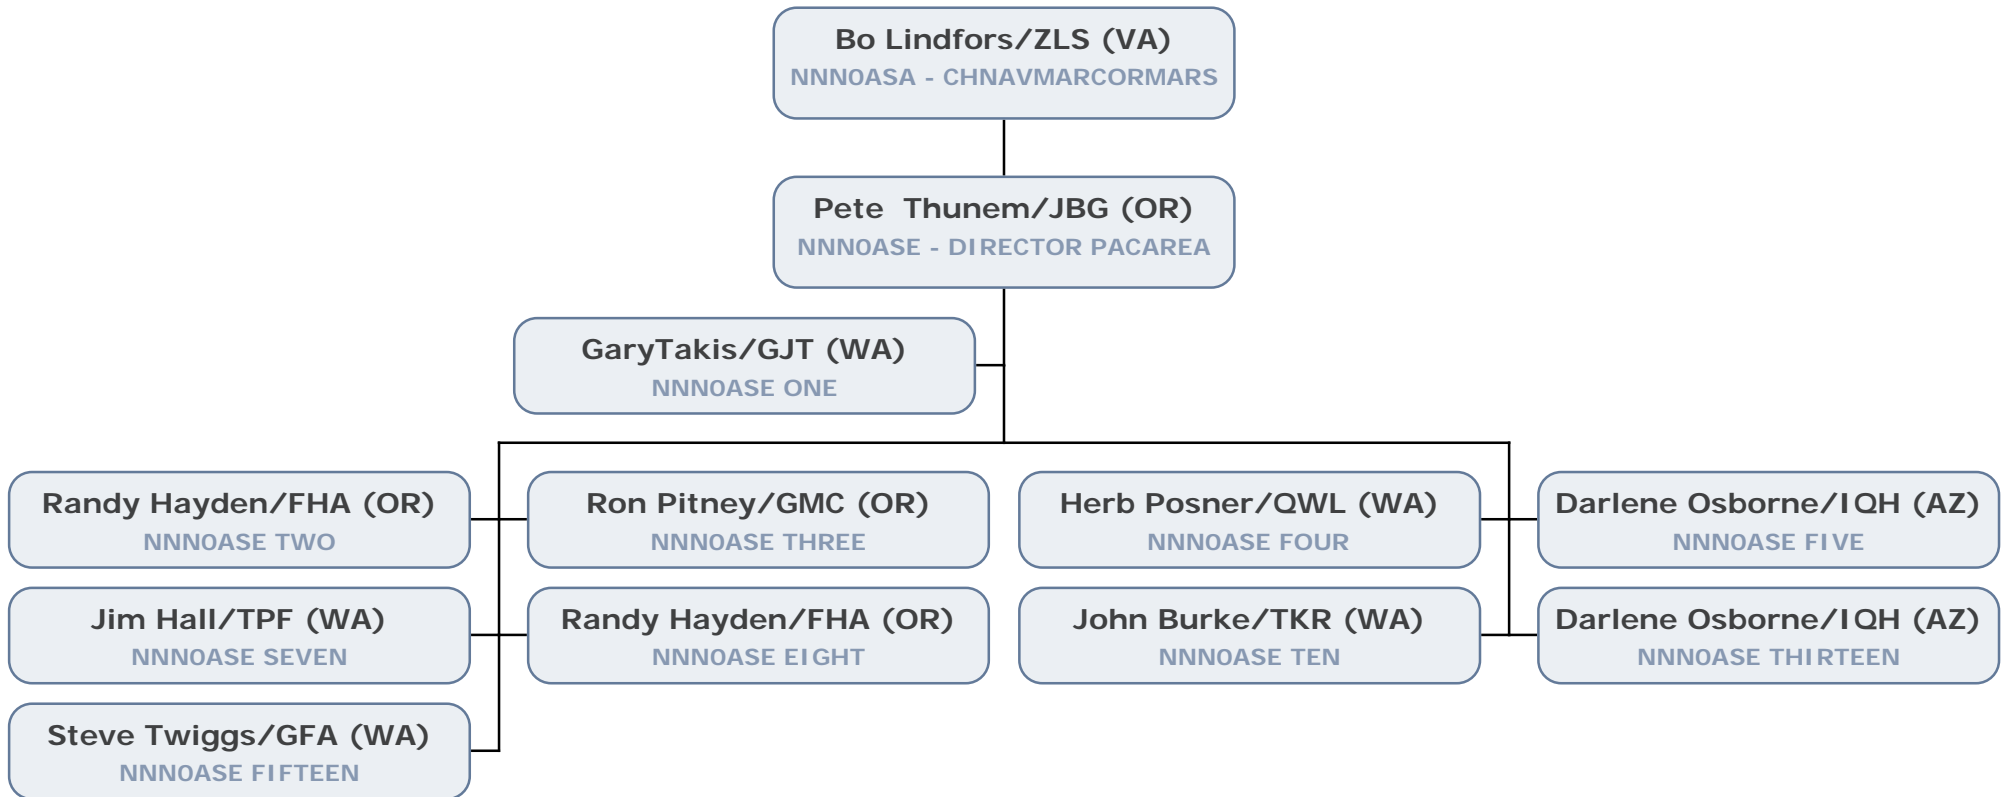 Bo Lindfors/ZLS (VA)
NNN0ASA - CHNAVMARCORMARS
Pete Thunem/JBG (OR)
NNN0ASE - DIRECTOR PACAREA
GaryTakis/GJT (WA)
NNN0ASE ONE
Randy Hayden/FHA (OR)
NNN0ASE TWO
Ron Pitney/GMC (OR)
NNN0ASE THREE
Herb Posner/QWL (WA)
NNN0ASE FOUR
Darlene Osborne/IQH (AZ)
NNN0ASE FIVE
Jim Hall/TPF (WA)
NNN0ASE SEVEN
Randy Hayden/FHA (OR)
NNN0ASE EIGHT
John Burke/TKR (WA)
NNN0ASE TEN
Darlene Osborne/IQH (AZ)
NNN0ASE THIRTEEN
Steve Twiggs/GFA (WA)
NNN0ASE FIFTEEN